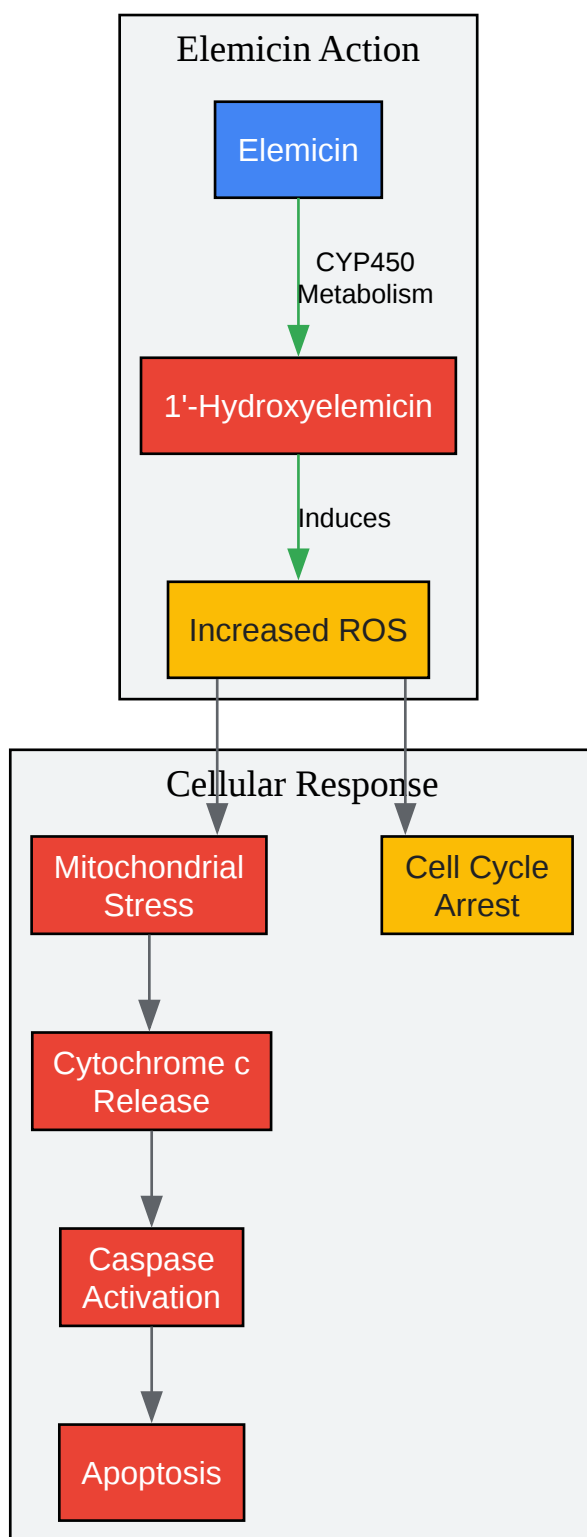 Elemicin Action
Elemicin
CYP450
Metabolism
1'-Hydroxyelemicin
Induces
Increased ROS
Cellular Response
Mitochondrial
Stress
Cell Cycle
Arrest
Cytochrome c
Release
Caspase
Activation
Apoptosis